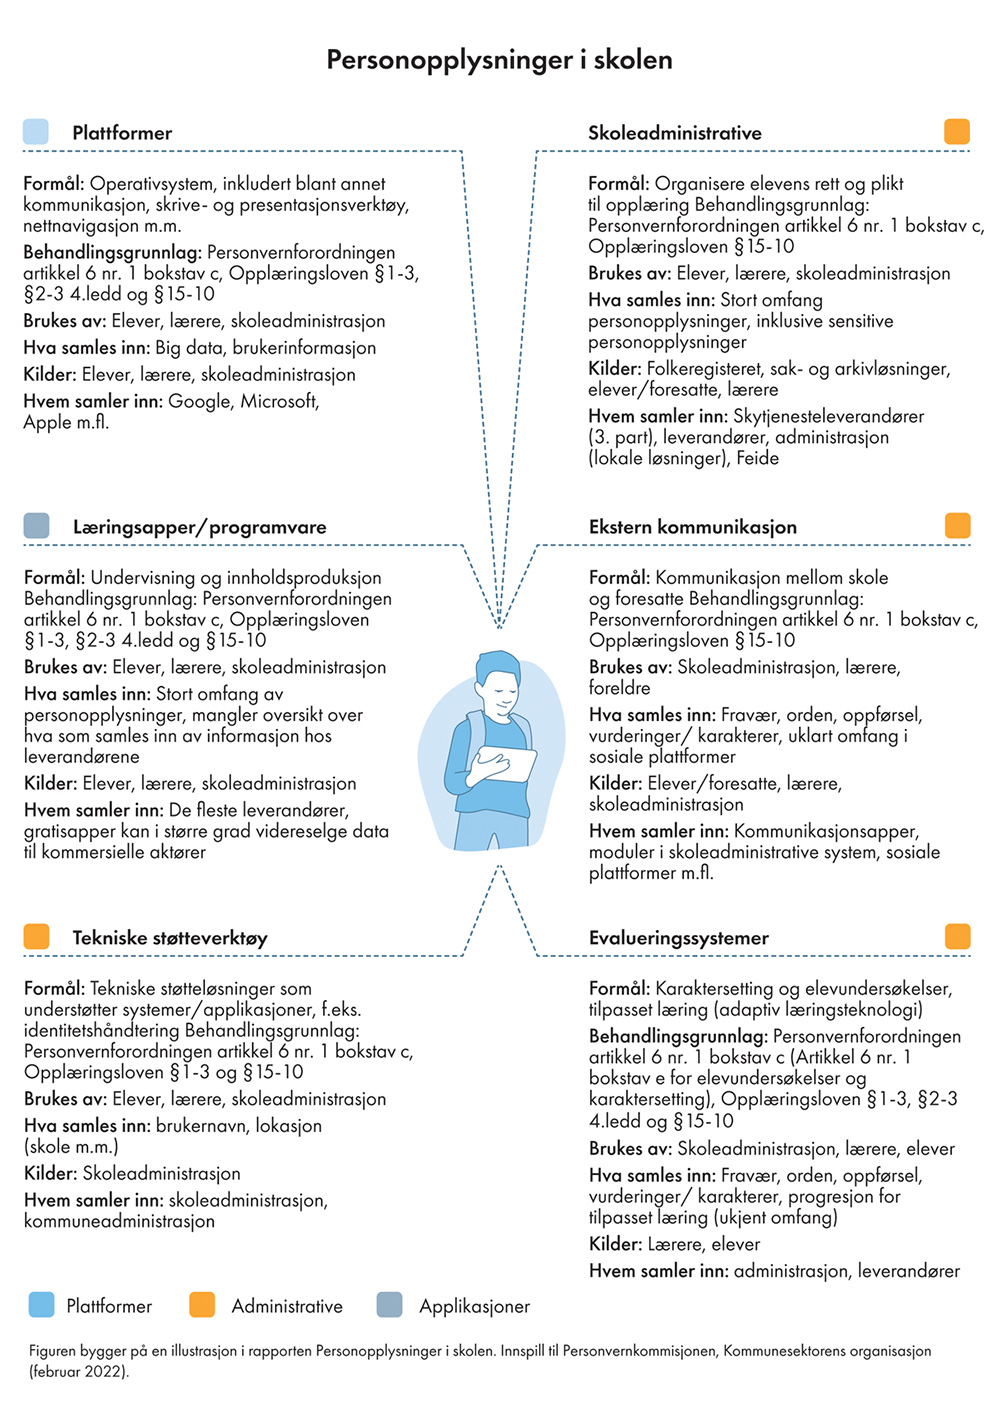 Personopplysninger i skolen
Plattformer
Formål: Operativsystem, inkludert blant annet
kommunikasjon, skrive- og presentasjonsverktøy,
nettnavigasjon m.m.
Behandlingsgrunnlag: Personvernforordningen
artikkel 6 nr. 1 bokstav c, Opplæringsloven §1-3,
§2-3 4.ledd og §15-10
Brukes av: Elever, lærere, skoleadministrasjon
Hva samles inn: Big data, brukerinformasjon
Kilder: Elever, lærere, skoleadministrasjon
Hvem samler inn: Google, Microsoft,
Apple m.fl.
Skoleadministrative
Formål: Organisere elevens rett og plikt
til opplæring Behandlingsgrunnlag:
Personvernforordningen artikkel 6 nr. 1 bokstav c,
Opplæringsloven §15-10
Brukes av: Elever, lærere, skoleadministrasjon
Hva samles inn: Stort omfang
personopplysninger, inklusive sensitive
personopplysninger
Kilder: Folkeregisteret, sak- og arkivløsninger,
elever/foresatte, lærere
Hvem samler inn: Skytjenesteleverandører
(3. part), leverandører, administrasjon
(lokale løsninger), Feide
Læringsapper/programvare
Formål: Undervisning og innholdsproduksjon
Behandlingsgrunnlag: Personvernforordningen
artikkel 6 nr. 1 bokstav c, Opplæringsloven
§1-3, §2-3 4.ledd og §15-10
Brukes av: Elever, lærere, skoleadministrasjon
Hva samles inn: Stort omfang av
personopplysninger, mangler oversikt over
hva som samles inn av informasjon hos
leverandørene
Kilder: Elever, lærere, skoleadministrasjon
Hvem samler inn: De fleste leverandører,
gratisapper kan i større grad videreselge data
til kommersielle aktører
Ekstern kommunikasjon
Formål: Kommunikasjon mellom skole
og foresatte Behandlingsgrunnlag:
Personvernforordningen artikkel 6 nr. 1 bokstav c,
Opplæringsloven §15-10
Brukes av: Skoleadministrasjon, lærere,
foreldre
Hva samles inn: Fravær, orden, oppførsel,
vurderinger/ karakterer, uklart omfang i
sosiale plattformer
Kilder: Elever/foresatte, lærere,
skoleadministrasjon
Hvem samler inn: Kommunikasjonsapper,
moduler i skoleadministrative system, sosiale
plattformer m.fl.
Tekniske støtteverktøy
Formål: Tekniske støtteløsninger som
understøtter systemer/applikasjoner, f.eks.
identitetshåndtering Behandlingsgrunnlag:
Personvernforordningen artikkel 6 nr. 1 bokstav c,
Opplæringsloven §1-3 og §15-10
Brukes av: Elever, lærere, skoleadministrasjon
Hva samles inn: brukernavn, lokasjon
(skole m.m.)
Kilder: Skoleadministrasjon
Hvem samler inn: skoleadministrasjon,
kommuneadministrasjon
Evalueringssystemer
Formål: Karaktersetting og elevundersøkelser,
tilpasset læring (adaptiv læringsteknologi)
Behandlingsgrunnlag: Personvernforordningen
artikkel 6 nr. 1 bokstav c (Artikkel 6 nr. 1
bokstav e for elevundersøkelser og
karaktersetting), Opplæringsloven §1-3, §2-3
4.ledd og §15-10
Brukes av: Skoleadministrasjon, lærere, elever
Hva samles inn: Fravær, orden, oppførsel,
vurderinger/ karakterer, progresjon for
tilpasset læring (ukjent omfang)
Kilder: Lærere, elever
Hvem samler inn: administrasjon, leverandører
Plattformer
Administrative
Applikasjoner
Figuren bygger på en illustrasjon i rapporten Personopplysninger i skolen. Innspill til Personvernkommisjonen, Kommunesektorens organisasjon
(februar 2022).